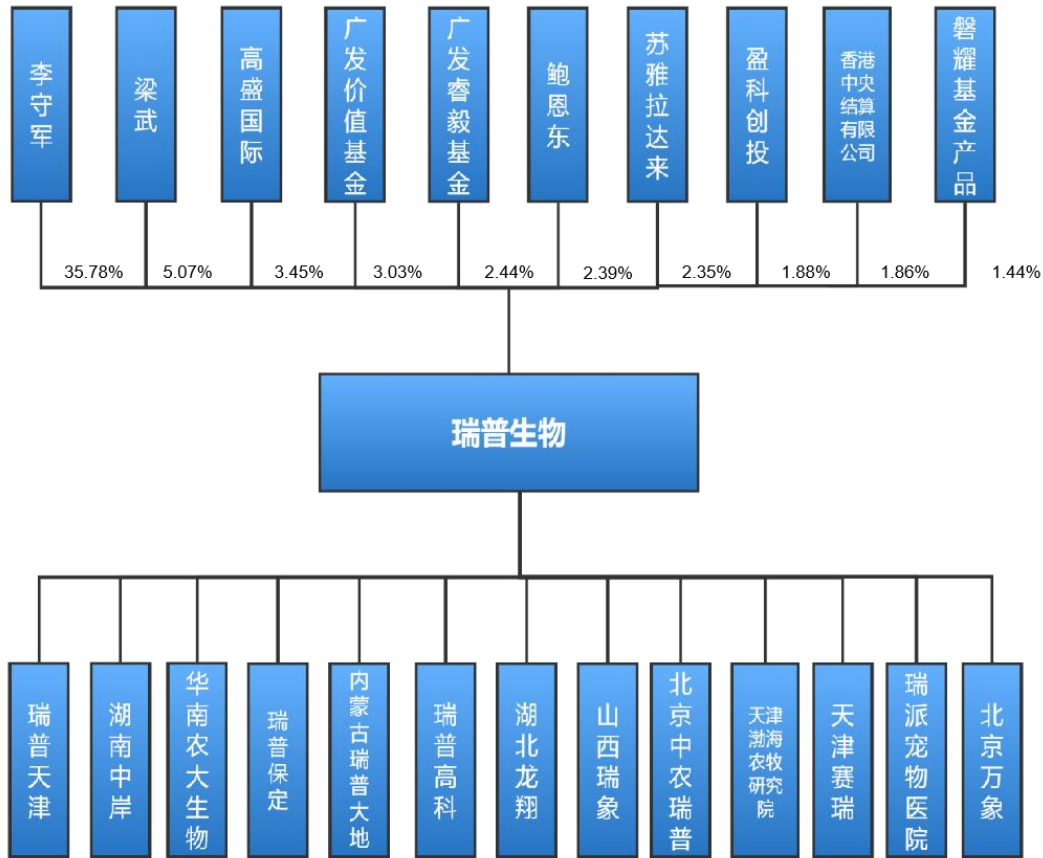 李守军
梁武
高盛国际
广发价值基金
广发睿毅基金
鲍恩东
苏雅拉达来
盈科创投
香港中央结算有限公司
磐耀基金产品
35.78%
5.07%
3.45%
3.03%
2.44%
2.39%
2.35%
1.88%
1.86%
1.44%
瑞普生物
瑞普天津
湖南中岸
华南农大生物
瑞普保定
内蒙古瑞普大地
瑞普高科
湖北龙翔
山西瑞象
北京中农瑞普
天津渤海农牧研究院
天津赛瑞
瑞派宠物医院
北京万象